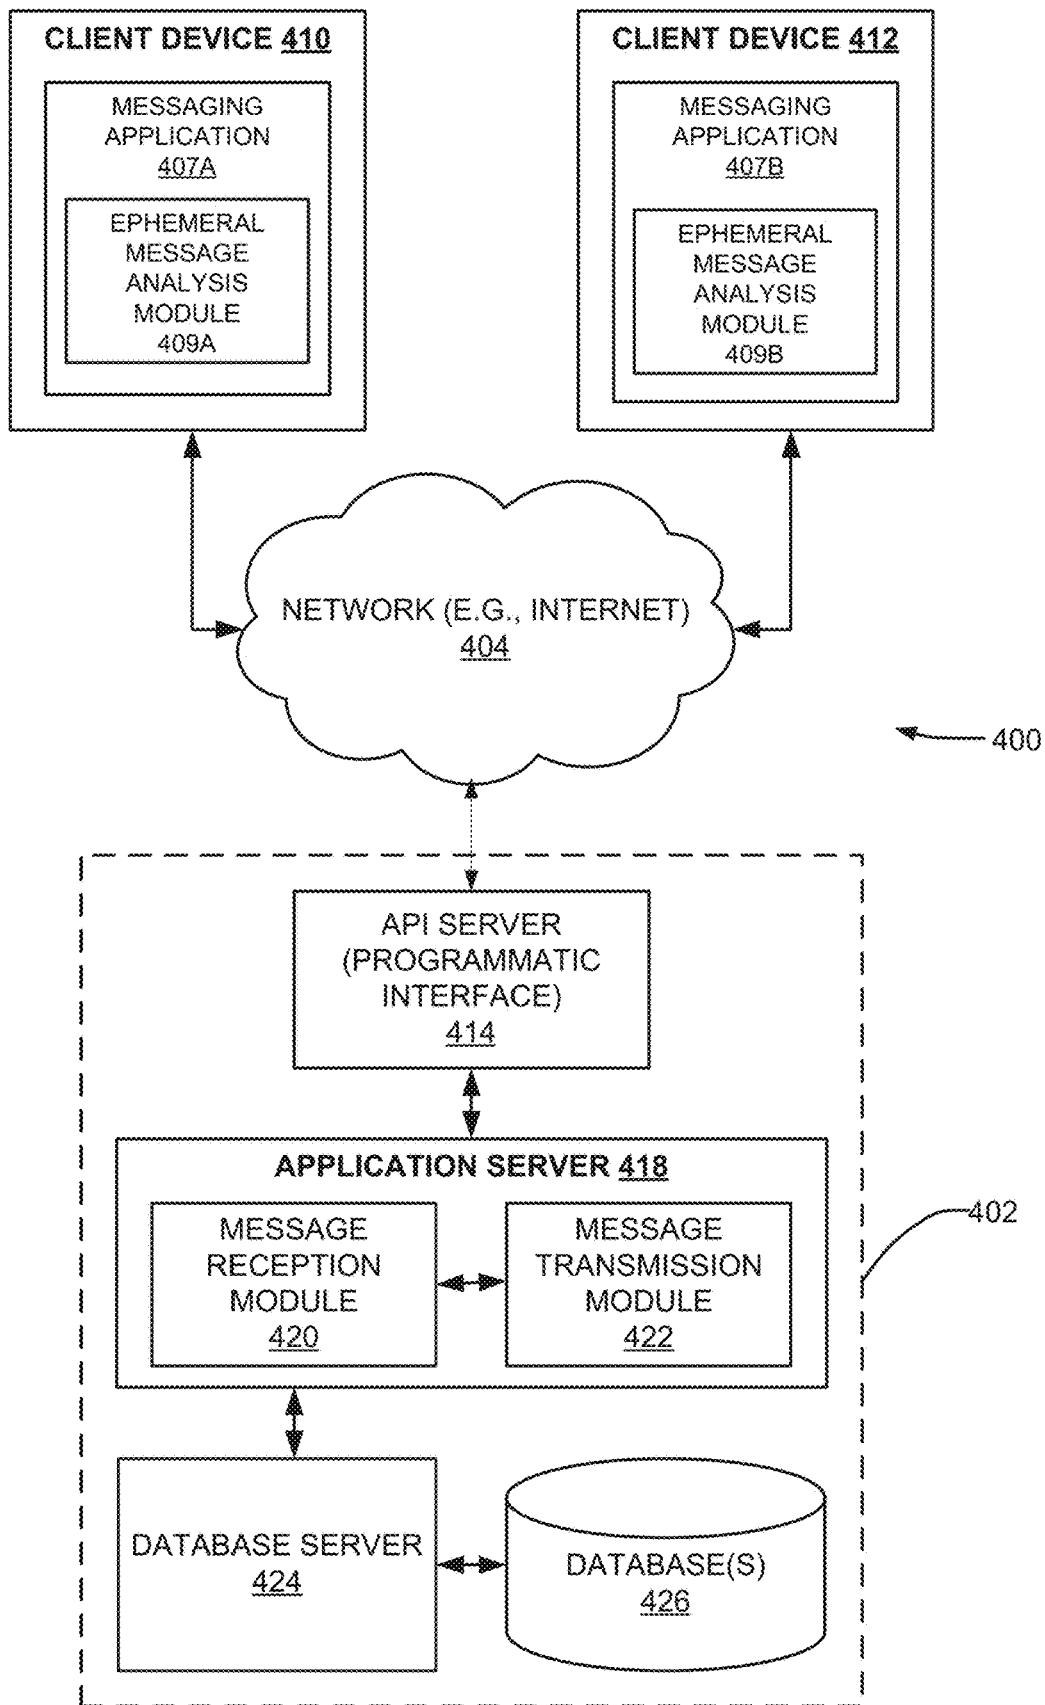 CLIENT DEVICE 410
MESSAGING
APPLICATION
407A
EPHEMERAL
MESSAGE
ANALYSIS
MODULE
409A
CLIENT DEVICE 412
MESSAGING
APPLICATION
407B
EPHEMERAL
MESSAGE
ANALYSIS
MODULE
409B
NETWORK (E.G., INTERNET)
404
400
API SERVER
(PROGRAMMATIC
INTERFACE)
414
APPLICATION SERVER 418
MESSAGE
RECEPTION
MODULE
420
MESSAGE
TRANSMISSION
MODULE
422
402
DATABASE SERVER
424
DATABASE(S)
426